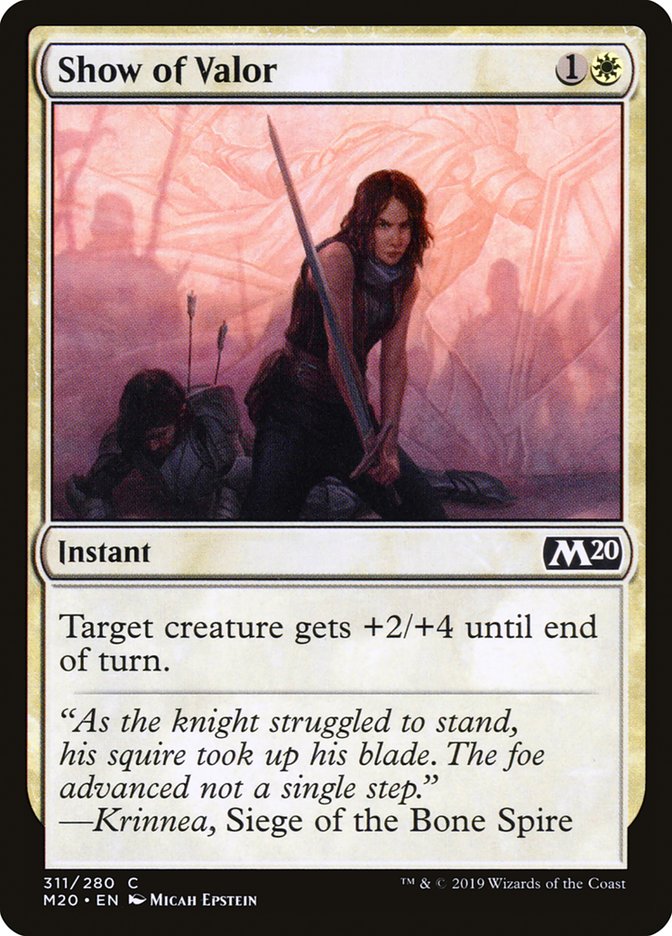 Show of Valor 1
Instant M20
Target creature gets +2/+4 until end
of turn.
“As the knight struggled to stand,
his squire took up his blade. The foe
advanced not a single step.”
—Krinnea, Siege of the Bone Spire
311/280 C ™ & © 2019 Wizards of the Coast
M20 • EN Micah Epstein